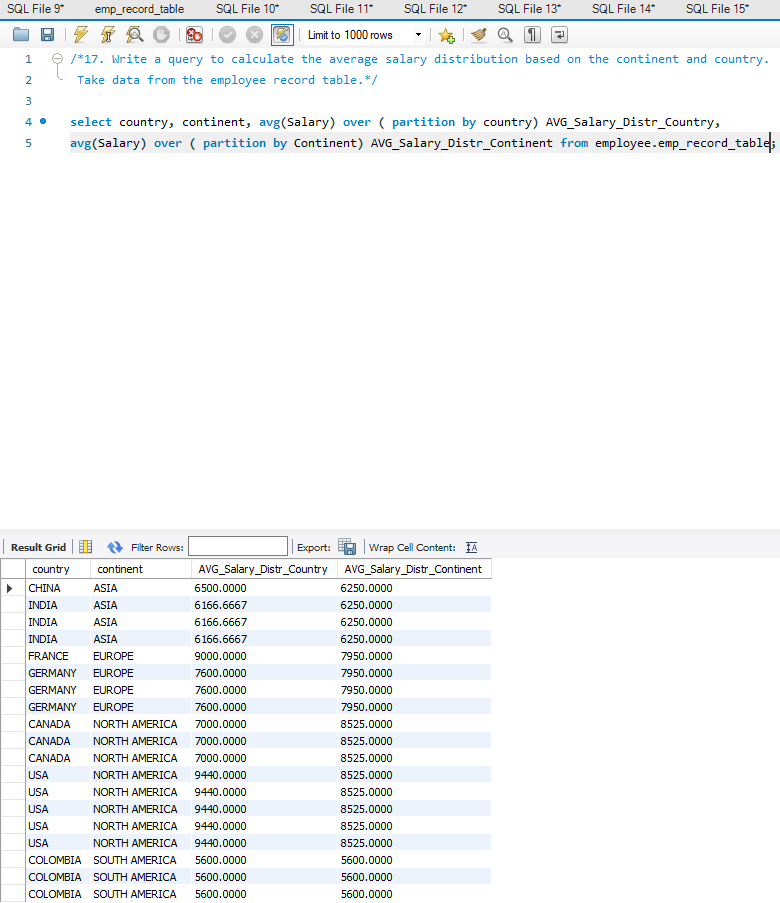 SQL File 9* emp_record_table SQL File 10* SQL File 11* SQL File 12* SQL File 13* SQL File 14* SQL File 15*
Limit to 1000 rows
1 /*17. Write a query to calculate the average salary distribution based on the continent and country.
2 Take data from the employee record table.*/
3
4 select country, continent, avg(Salary) over ( partition by country) AVG_Salary_Distr_Country,
5 avg(Salary) over ( partition by Continent) AVG_Salary_Distr_Continent from employee.emp_record_table;
Result Grid Filter Rows: Export: Wrap Cell Content:
country continent AVG_Salary_Distr_Country AVG_Salary_Distr_Continent
CHINA ASIA 6500.0000 6250.0000
INDIA ASIA 6166.6667 6250.0000
INDIA ASIA 6166.6667 6250.0000
INDIA ASIA 6166.6667 6250.0000
FRANCE EUROPE 9000.0000 7950.0000
GERMANY EUROPE 7600.0000 7950.0000
GERMANY EUROPE 7600.0000 7950.0000
GERMANY EUROPE 7600.0000 7950.0000
CANADA NORTH AMERICA 7000.0000 8525.0000
CANADA NORTH AMERICA 7000.0000 8525.0000
CANADA NORTH AMERICA 7000.0000 8525.0000
USA NORTH AMERICA 9440.0000 8525.0000
USA NORTH AMERICA 9440.0000 8525.0000
USA NORTH AMERICA 9440.0000 8525.0000
USA NORTH AMERICA 9440.0000 8525.0000
USA NORTH AMERICA 9440.0000 8525.0000
COLOMBIA SOUTH AMERICA 5600.0000 5600.0000
COLOMBIA SOUTH AMERICA 5600.0000 5600.0000
COLOMBIA SOUTH AMERICA 5600.0000 5600.0000